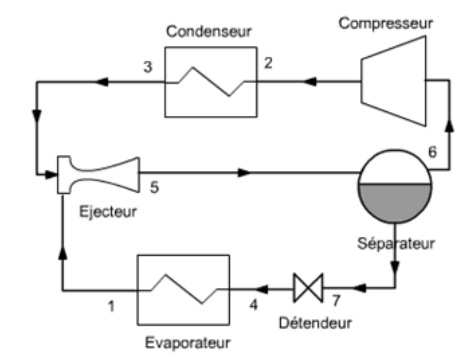 Compresseur
Condenseur
3
2
6
5
Ejecteur
Séparateur
1
4
7
Détendeur
Evaporateur